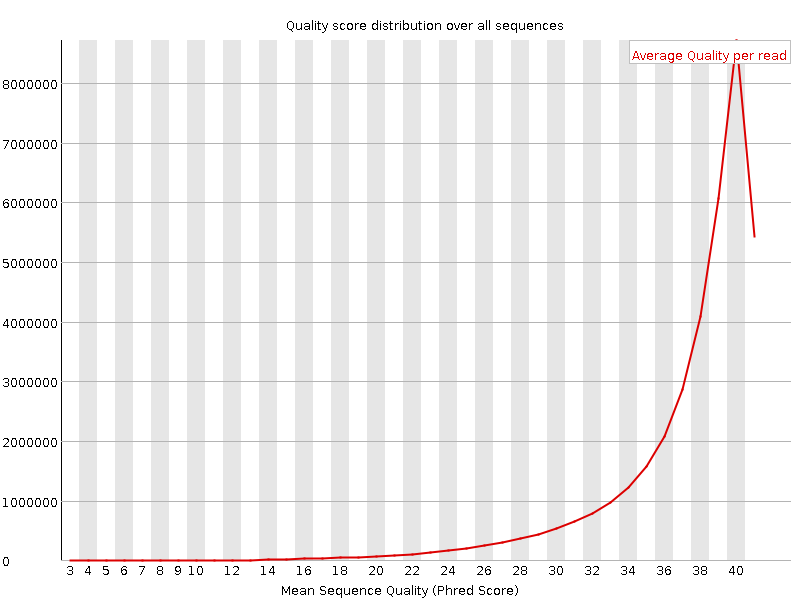 Quality score distribution over all sequences
Average Quality per read
8000000
7000000
6000000
5000000
4000000
3000000
2000000
1000000
0
3 4 5 6 7 8 9 10 12 14 16 18 20 22 24 26 28 30 32 34 36 38 40
Mean Sequence Quality (Phred Score)